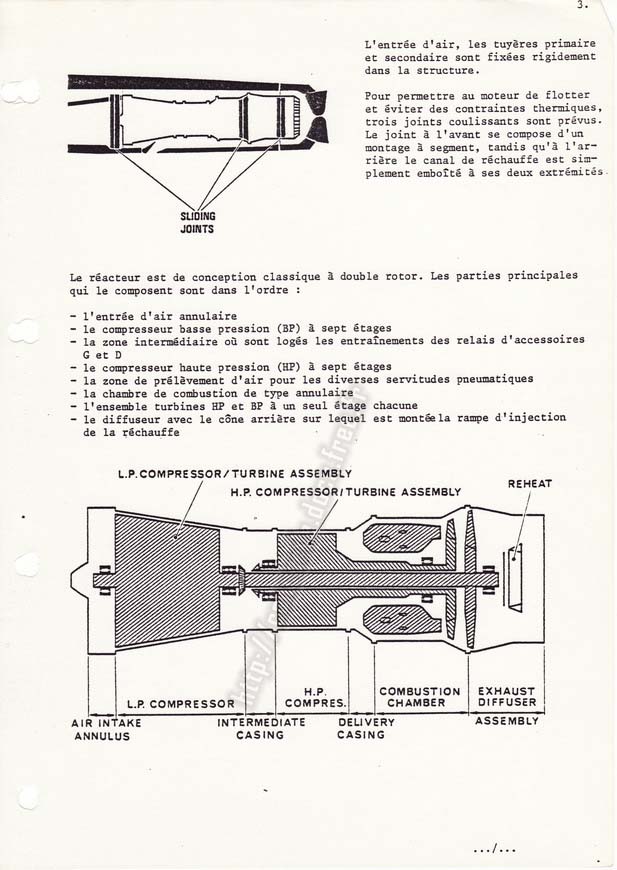 3.
L'entrée d'air, les tuyères primaire
et secondaire sont fixées rigidement
dans la structure.
Pour permettre au moteur de flotter
et éviter des contraintes thermiques,
trois joints coulissants sont prévus.
Le joint à l'avant se compose d'un
montage à segment, tandis qu'à l'ar-
rière le canal de réchauffe est sim-
plement emboîté à ses deux extrémités.
SLIDING
JOINTS
Le réacteur est de conception classique à double rotor. Les parties principales
qui le composent sont dans l'ordre :
- l'entrée d'air annulaire
- le compresseur basse pression (BP) à sept étages
- la zone intermédiaire où sont logés les entraînements des relais d'accessoires
G et D
- le compresseur haute pression (HP) à sept étages
- la zone de prélèvement d'air pour les diverses servitudes pneumatiques
- la chambre de combustion de type annulaire
- l'ensemble turbines HP et BP à un seul étage chacune
- le diffuseur avec le cône arrière sur lequel est montée la rampe d'injection
de la réchauffe
L.P. COMPRESSOR/TURBINE ASSEMBLY
H.P. COMPRESSOR/TURBINE ASSEMBLY
REHEAT
AIR INTAKE
ANNULUS
L.P. COMPRESSOR
INTERMEDIATE
CASING
H.P.
COMPRES.
DELIVERY
CASING
COMBUSTION
CHAMBER
EXHAUST
DIFFUSER
ASSEMBLY
.../...